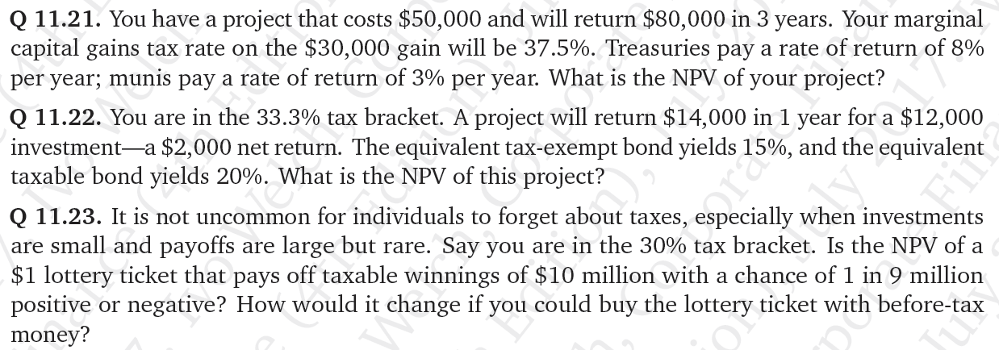 Q 11.21. You have a project that costs $50,000 and will return $80,000 in 3 years. Your marginal
capital gains tax rate on the $30,000 gain will be 37.5%. Treasuries pay a rate of return of 8%
per year; munis pay a rate of return of 3% per year. What is the NPV of your project?
Q 11.22. You are in the 33.3% tax bracket. A project will return $14,000 in 1 year for a $12,000
investment—a $2,000 net return. The equivalent tax-exempt bond yields 15%, and the equivalent
taxable bond yields 20%. What is the NPV of this project?
Q 11.23. It is not uncommon for individuals to forget about taxes, especially when investments
are small and payoffs are large but rare. Say you are in the 30% tax bracket. Is the NPV of a
$1 lottery ticket that pays off taxable winnings of $10 million with a chance of 1 in 9 million
positive or negative? How would it change if you could buy the lottery ticket with before-tax
money?